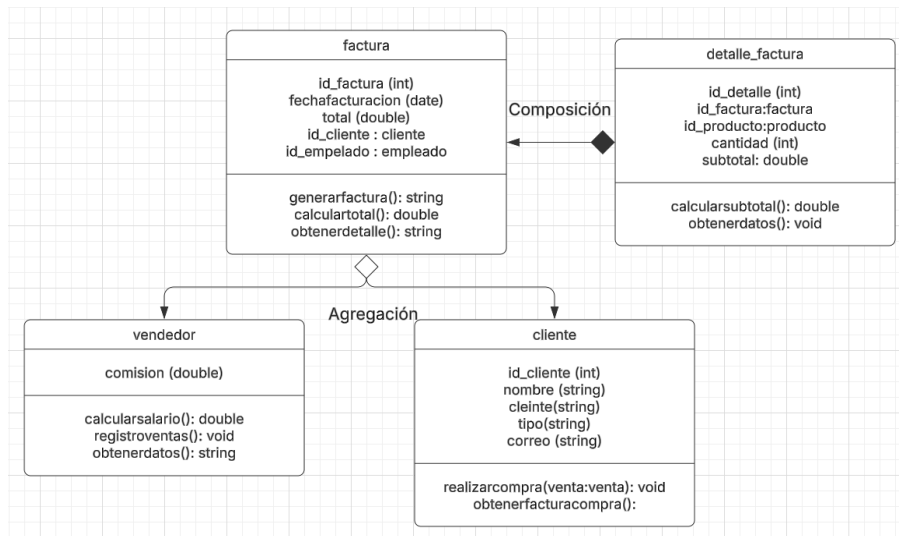 factura
id_factura (int)
fechafacturacion (date)
total (double)
id_cliente : cliente
id_empelado : empleado
generarfactura(): string
calculartotal(): double
obtenerdetalle(): string
Composición
detalle_factura
id_detalle (int)
id_factura:factura
id_producto:producto
cantidad (int)
subtotal: double
calcularsubtotal(): double
obtenerdatos(): void
Agregación
vendedor
comision (double)
calcularsalario(): double
registroventas(): void
obtenerdatos(): string
cliente
id_cliente (int)
nombre (string)
cleinte(string)
tipo(string)
correo (string)
realizarcompra(venta:venta): void
obtenerfacturacompra():